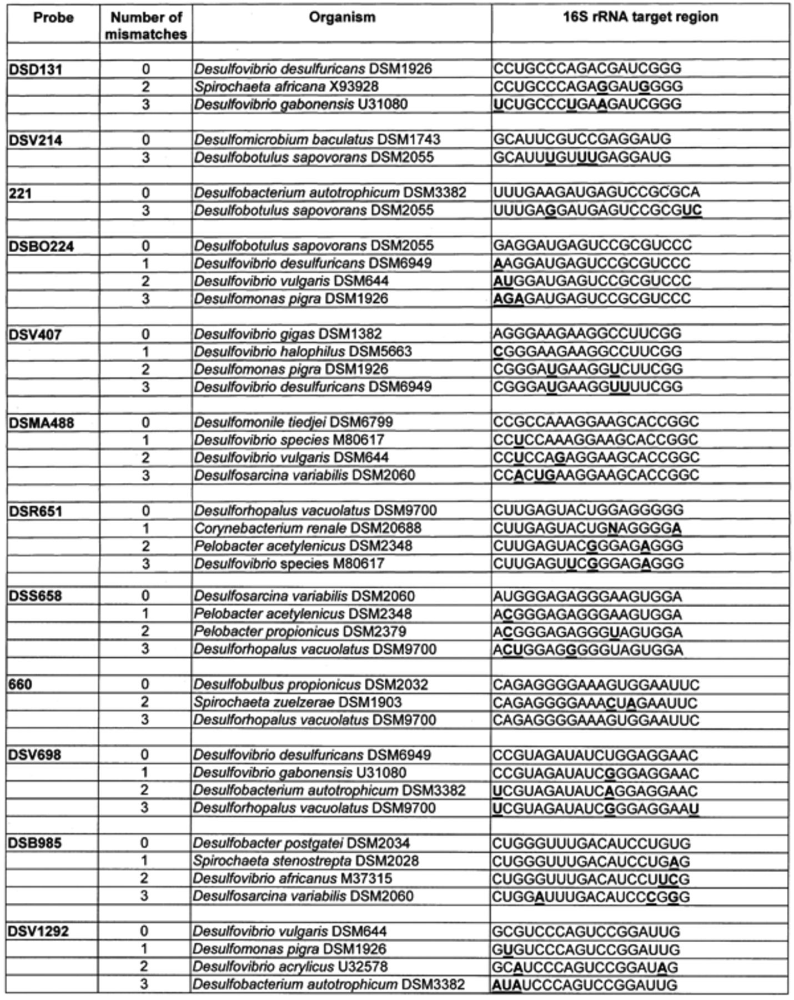 Probe Number of mismatches Organism 16S rRNA target region
DSD131 0 Desulfovibrio desulfuricans DSM1926 CCUGCCCAGACGAUCGGG
2 Spirochaeta africana X93928 CCUGCCCAGAGGAUGGGG
3 Desulfovibrio gabonensis U31080 UCUGCCCUGAAGAUCGGG
DSV214 0 Desulfomicrobium baculatus DSM1743 GCAUUCGUCCGAGGAUG
3 Desulfobotulus sapovorans DSM2055 GCAUUUGUUUGAGGAUG
221 0 Desulfobacterium autotrophicum DSM3382 UUUGAAGAUGAGUCCGCGCA
3 Desulfobotulus sapovorans DSM2055 UUUGAGGAUGAGUCCGCGUC
DSBO224 0 Desulfobotulus sapovorans DSM2055 GAGGAUGAGUCCGCGUCCC
1 Desulfovibrio desulfuricans DSM6949 AAGGAUGAGUCCGCGUCCC
2 Desulfovibrio vulgaris DSM644 AUGGAUGAGUCCGCGUCCC
3 Desulfomonas pigra DSM1926 AGAGAUGAGUCCGCGUCCC
DSV407 0 Desulfovibrio gigas DSM1382 AGGGAAGAAGGCCUUCGG
1 Desulfovibrio halophilus DSM5663 CGGGAAGAAGGCCUUCGG
2 Desulfomonas pigra DSM1926 CGGGAUGAAGGUCUUCGG
3 Desulfovibrio desulfuricans DSM6949 CGGGAUGAAGGUUUUCGG
DSMA488 0 Desulfomonile tiedjei DSM6799 CCGCCAAAGGAAGCACCGGC
1 Desulfovibrio species M80617 CCUCCAAAGGAAGCACCGGC
2 Desulfovibrio vulgaris DSM644 CCUCCAGAGGAAGCACCGGC
3 Desulfosarcina variabilis DSM2060 CCACUGAAGGAAGCACCGGC
DSR651 0 Desulforhopalus vacuolatus DSM9700 CUUGAGUACUGGAGGGGG
1 Corynebacterium renale DSM20688 CUUGAGUACUGNAGGGGA
2 Pelobacter acetylenicus DSM2348 CUUGAGUACGGGAGAGGG
3 Desulfovibrio species M80617 CUUGAGUUCGGGAGAGGG
DSS658 0 Desulfosarcina variabilis DSM2060 AUGGGAGAGGGAAGUGGA
1 Pelobacter acetylenicus DSM2348 ACGGGAGAGGGAAGUGGA
2 Pelobacter propionicus DSM2379 ACGGGAGAGGGUAGUGGA
3 Desulforhopalus vacuolatus DSM9700 ACUGGAGGGGGUAGUGGA
660 0 Desulfobulbus propionicus DSM2032 CAGAGGGGAAAGUGGAAUUC
2 Spirochaeta zuelzerae DSM1903 CAGAGGGGAAACUAGAAUUC
3 Desulforhopalus vacuolatus DSM9700 CAGAGGGGAAAGUGGAAUUC
DSV698 0 Desulfovibrio desulfuricans DSM6949 CCGUAGAUAUCUGGAGGAAC
1 Desulfovibrio gabonensis U31080 CCGUAGAUAUCGGGAGGAAC
2 Desulfobacterium autotrophicum DSM3382 UCGUAGAUAUCAGGAGGAAC
3 Desulforhopalus vacuolatus DSM9700 UCGUAGAUAUCGGGAGGAAU
DSB985 0 Desulfobacter postgatei DSM2034 CUGGGUUUGACAUCCUGUG
1 Spirochaeta stenostrepta DSM2028 CUGGGUUUGACAUCCUGAG
2 Desulfovibrio africanus M37315 CUGGGUUUGACAUCCUUCG
3 Desulfosarcina variabilis DSM2060 CUGGAUUUGACAUCCCGGG
DSV1292 0 Desulfovibrio vulgaris DSM644 GCGUCCCAGUCCGGAUUG
1 Desulfomonas pigra DSM1926 GUGUCCCAGUCCGGAUUG
2 Desulfovibrio acrylicus U32578 GCAUCCCAGUCCGGAUAG
3 Desulfobacterium autotrophicum DSM3382 AUAUCCCAGUCCGGAUUG